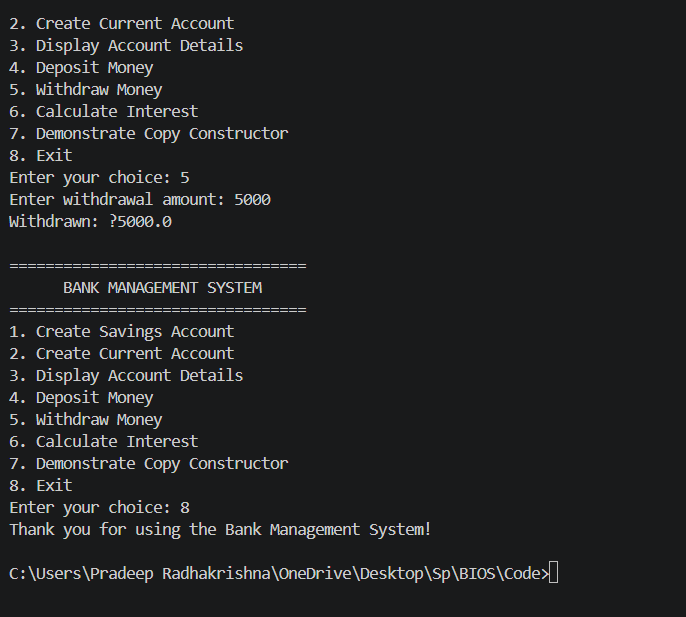 2. Create Current Account
3. Display Account Details
4. Deposit Money
5. Withdraw Money
6. Calculate Interest
7. Demonstrate Copy Constructor
8. Exit
Enter your choice: 5
Enter withdrawal amount: 5000
Withdrawn: ?5000.0
=================================
BANK MANAGEMENT SYSTEM
=================================
1. Create Savings Account
2. Create Current Account
3. Display Account Details
4. Deposit Money
5. Withdraw Money
6. Calculate Interest
7. Demonstrate Copy Constructor
8. Exit
Enter your choice: 8
Thank you for using the Bank Management System!
C:\Users\Pradeep Radhakrishna\OneDrive\Desktop\Sp\BIOS\Code>